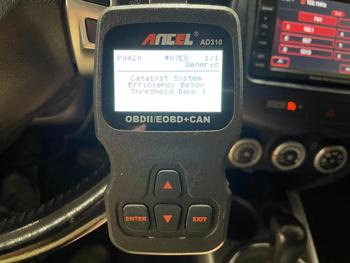 ANCEL
AD310
P0420 $07E8 1/1
Generic
Catalyst System
Efficiency Below
Threshold Bank 1
OBDII/EOBD+CAN
ENTER
EXIT